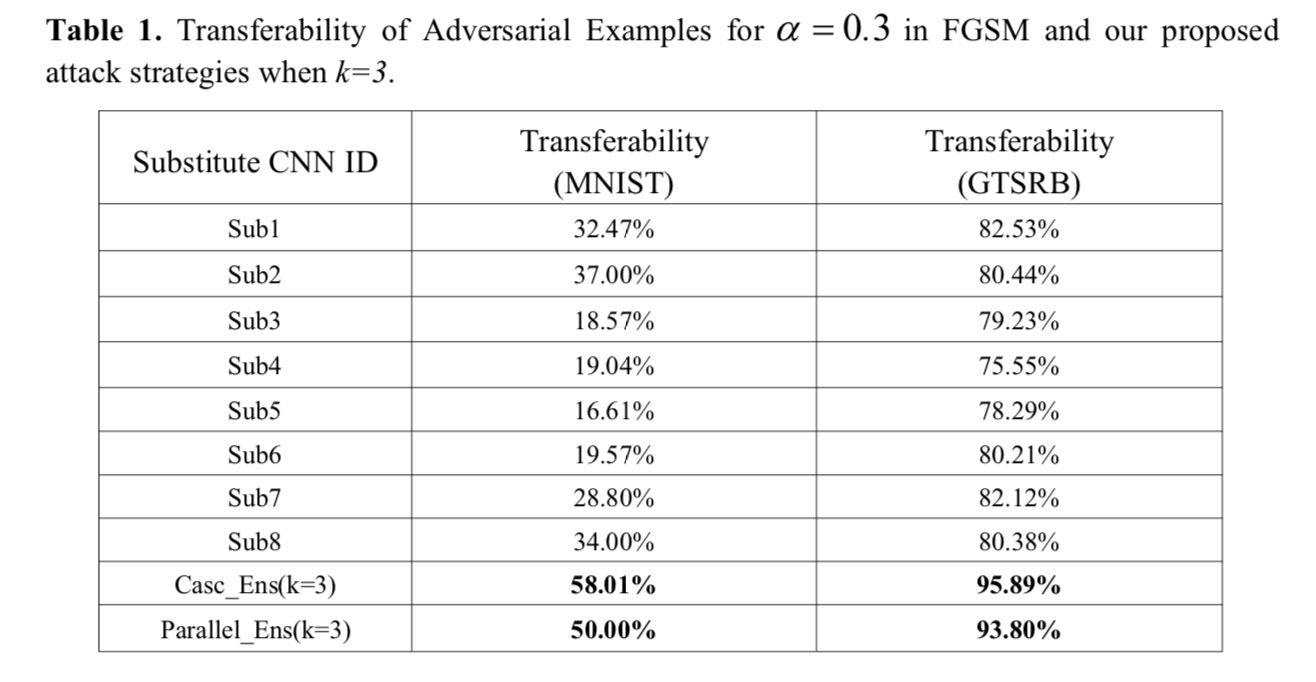 Table 1. Transferability of Adversarial Examples for α = 0.3 in FGSM and our proposed
attack strategies when k=3.
Substitute CNN ID Transferability (MNIST) Transferability (GTSRB)
Sub1 32.47% 82.53%
Sub2 37.00% 80.44%
Sub3 18.57% 79.23%
Sub4 19.04% 75.55%
Sub5 16.61% 78.29%
Sub6 19.57% 80.21%
Sub7 28.80% 82.12%
Sub8 34.00% 80.38%
Casc_Ens(k=3) 58.01% 95.89%
Parallel_Ens(k=3) 50.00% 93.80%